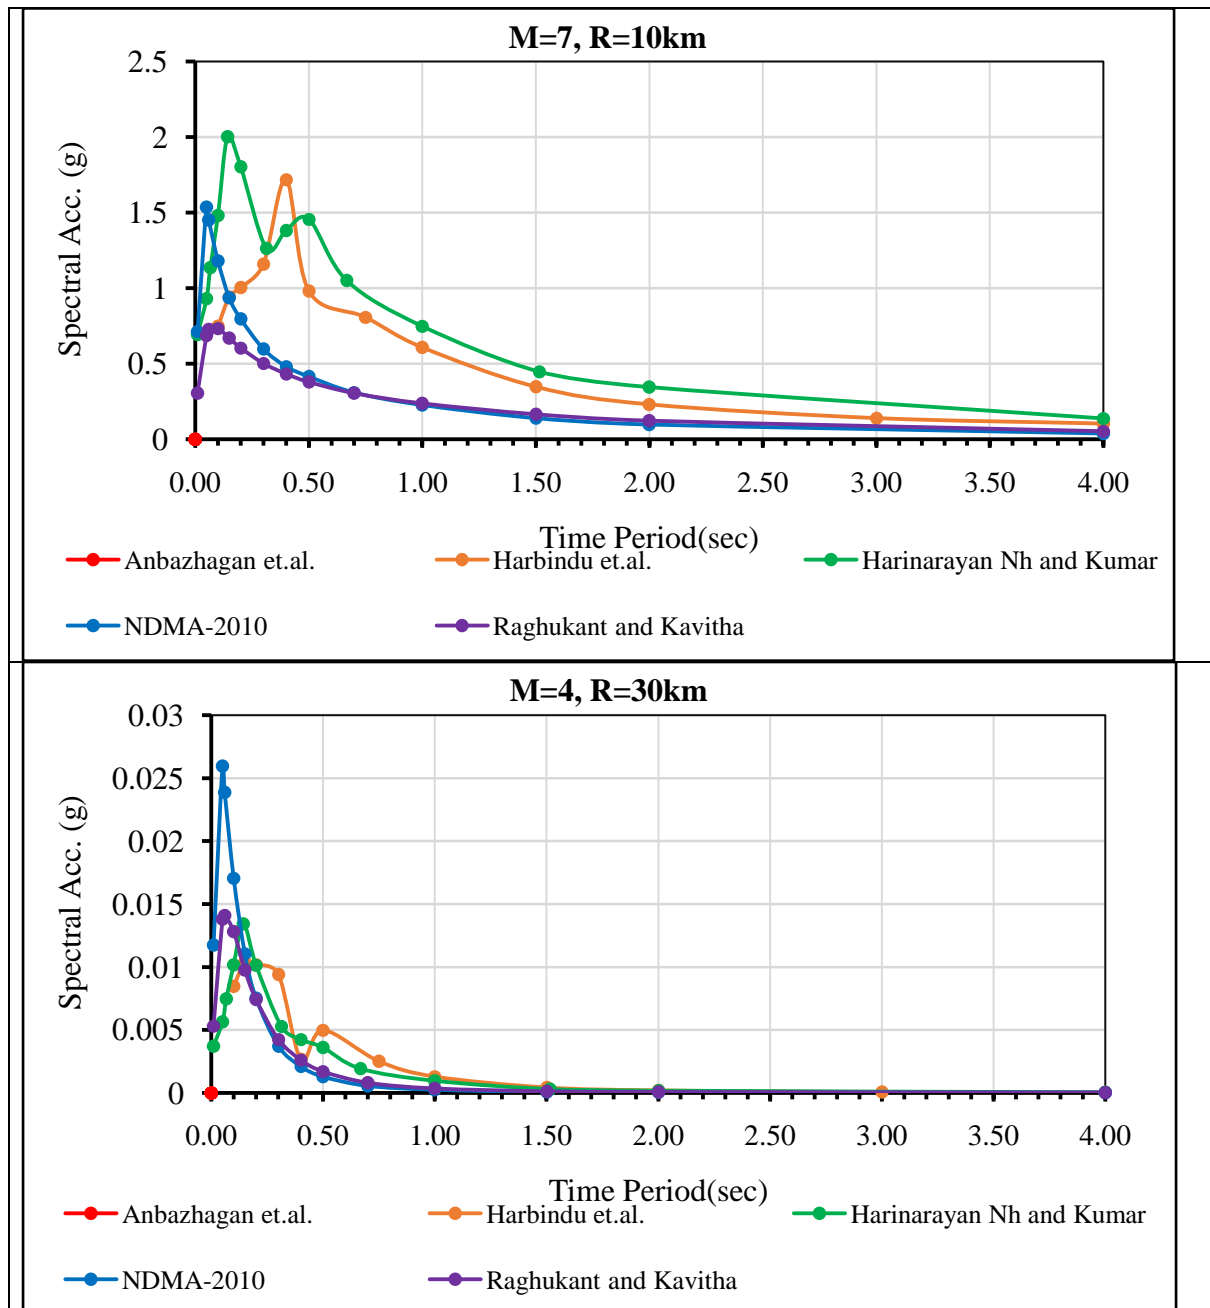 M=7, R=10km
2.5
2
1.5
1
0.5
0
Spectral Acc. (g)
0.00 0.50 1.00 1.50 2.00 2.50 3.00 3.50 4.00
Time Period(sec)
Anbazhagan et.al. Harbindu et.al. Harinarayan Nh and Kumar
NDMA-2010 Raghukant and Kavitha
M=4, R=30km
0.03
0.025
0.02
0.015
0.01
0.005
0
Spectral Acc. (g)
0.00 0.50 1.00 1.50 2.00 2.50 3.00 3.50 4.00
Time Period(sec)
Anbazhagan et.al. Harbindu et.al. Harinarayan Nh and Kumar
NDMA-2010 Raghukant and Kavitha